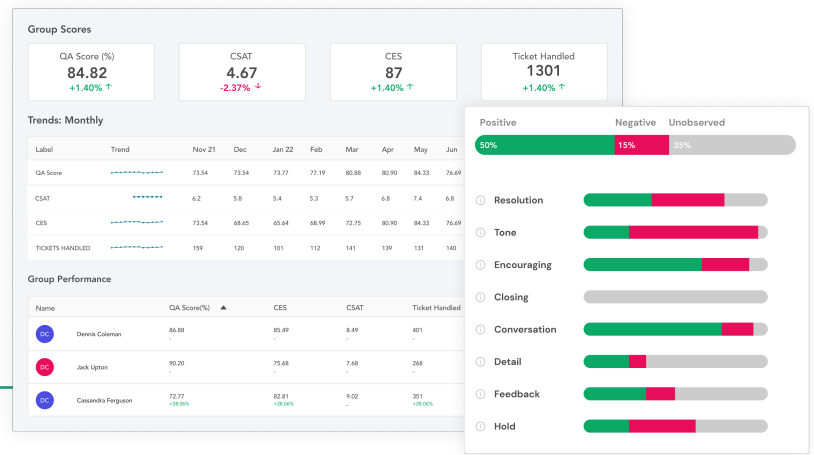 Group Scores
QA Score (%) CSAT CES Ticket Handled
84.82 4.67 87 1301
+1.40% ↑ -2.37% ↓ +1.40% ↑ +1.40% ↑
Trends: Monthly
Label Trend Nov 21 Dec Jan 22 Feb Mar Apr May Jun
QA Score 73.54 73.54 73.77 77.19 80.88 80.90 84.33 76.69
CSAT 6.2 5.8 5.4 5.3 5.7 6.8 7.4 6.8
CES 73.54 68.65 65.64 68.99 72.75 80.90 84.33 76.69
TICKETS HANDLED 159 120 101 112 141 139 131 140
Group Performance
Name QA Score(%) ▲ CES CSAT Ticket Handled
DC Dennis Coleman 86.88 85.49 8.49 401
- - - -
DC Jack Upton 90.20 75.68 7.68 268
- - - -
DC Cassandra Ferguson 72.77 82.81 9.02 351
+28.06% +28.06% - +28.06%
Positive Negative Unobserved
50% 15% 35%
Resolution
Tone
Encouraging
Closing
Conversation
Detail
Feedback
Hold